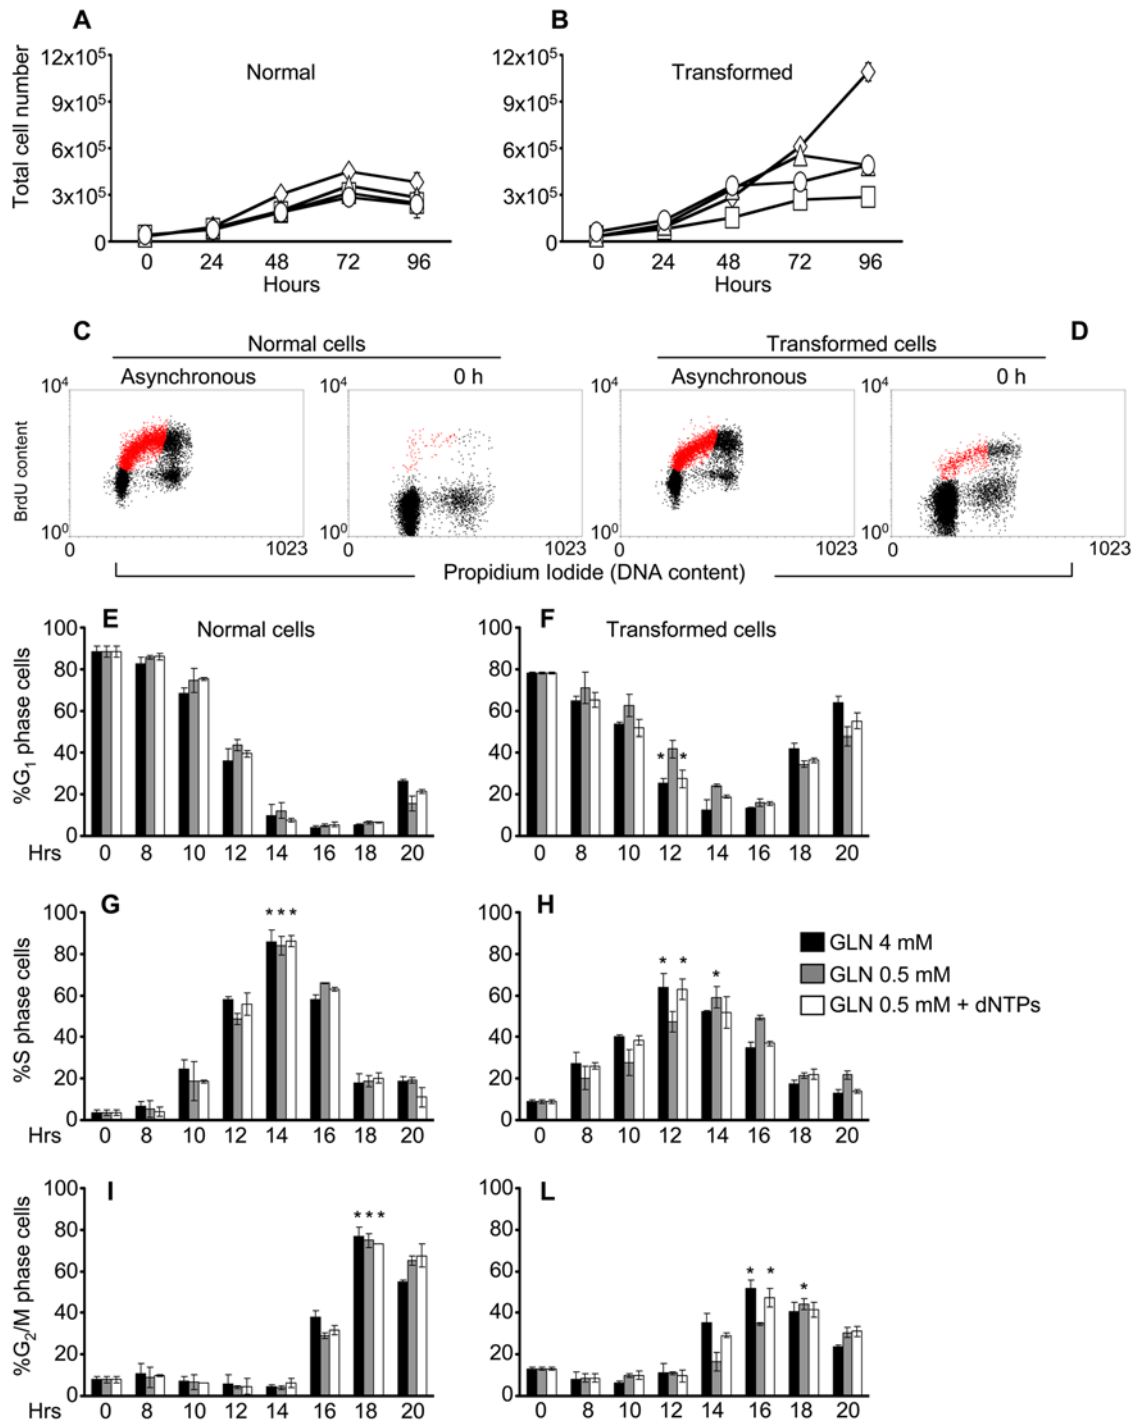 A
B
Total cell number
12x10⁵
9x10⁵
6x10⁵
3x10⁵
0
Normal
0 24 48 72 96
Hours
12x10⁵
9x10⁵
6x10⁵
3x10⁵
0
Transformed
0 24 48 72 96
Hours
C
D
Normal cells
Transformed cells
Asynchronous
0 h
Asynchronous
0 h
BrdU content
10⁴
10⁰
0 1023
10⁴
10⁰
0 1023
10⁴
10⁰
0 1023
10⁴
10⁰
0 1023
Propidium Iodide (DNA content)
E
Normal cells
%G₁ phase cells
100
80
60
40
20
0
Hrs 0 8 10 12 14 16 18 20
F
Transformed cells
100
80
60
40
20
0
* *
0 8 10 12 14 16 18 20
G
%S phase cells
100
80
60
40
20
0
* * *
Hrs 0 8 10 12 14 16 18 20
H
100
80
60
40
20
0
* * *
0 8 10 12 14 16 18 20
GLN 4 mM
GLN 0.5 mM
GLN 0.5 mM + dNTPs
I
%G₂/M phase cells
100
80
60
40
20
0
* * *
Hrs 0 8 10 12 14 16 18 20
L
100
80
60
40
20
0
* * *
0 8 10 12 14 16 18 20